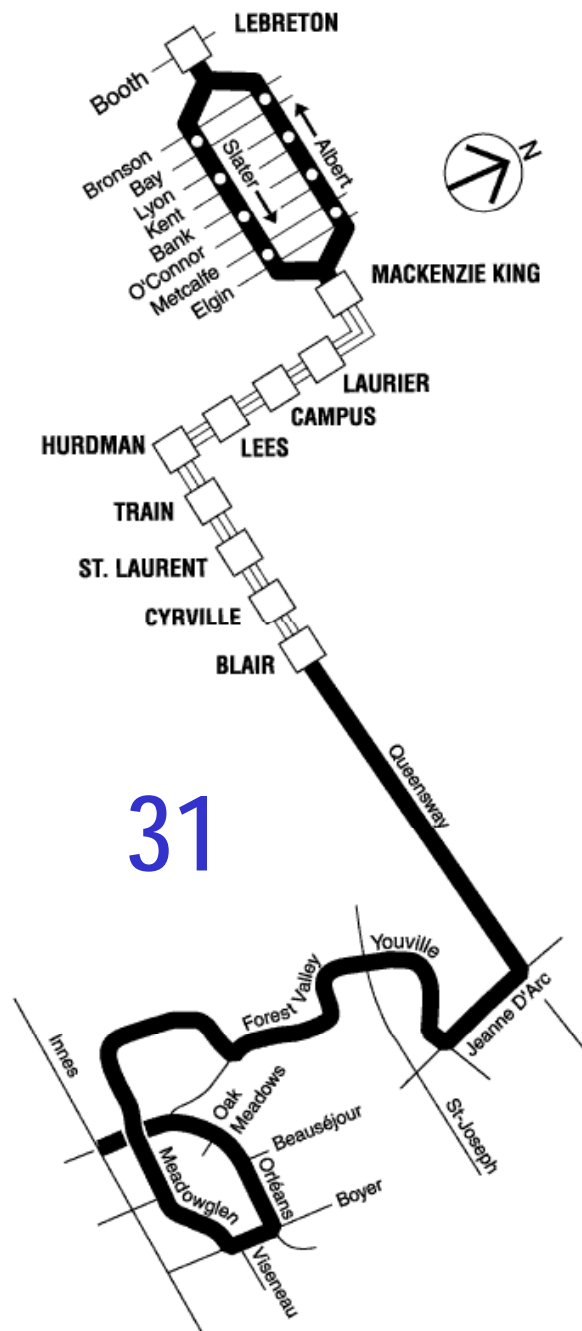 LEBRETON
Booth
Bronson
Bay
Lyon
Kent
Bank
O'Connor
Metcalfe
Elgin
Slater
Albert
N
MACKENZIE KING
LAURIER
CAMPUS
LEES
HURDMAN
TRAIN
ST. LAURENT
CYRVILLE
BLAIR
Queensway
31
Youville
Forest Valley
Jeanne D'Arc
Innes
Oak
Meadows
St-Joseph
Beauséjour
Orléans
Meadowglen
Boyer
Viseneau